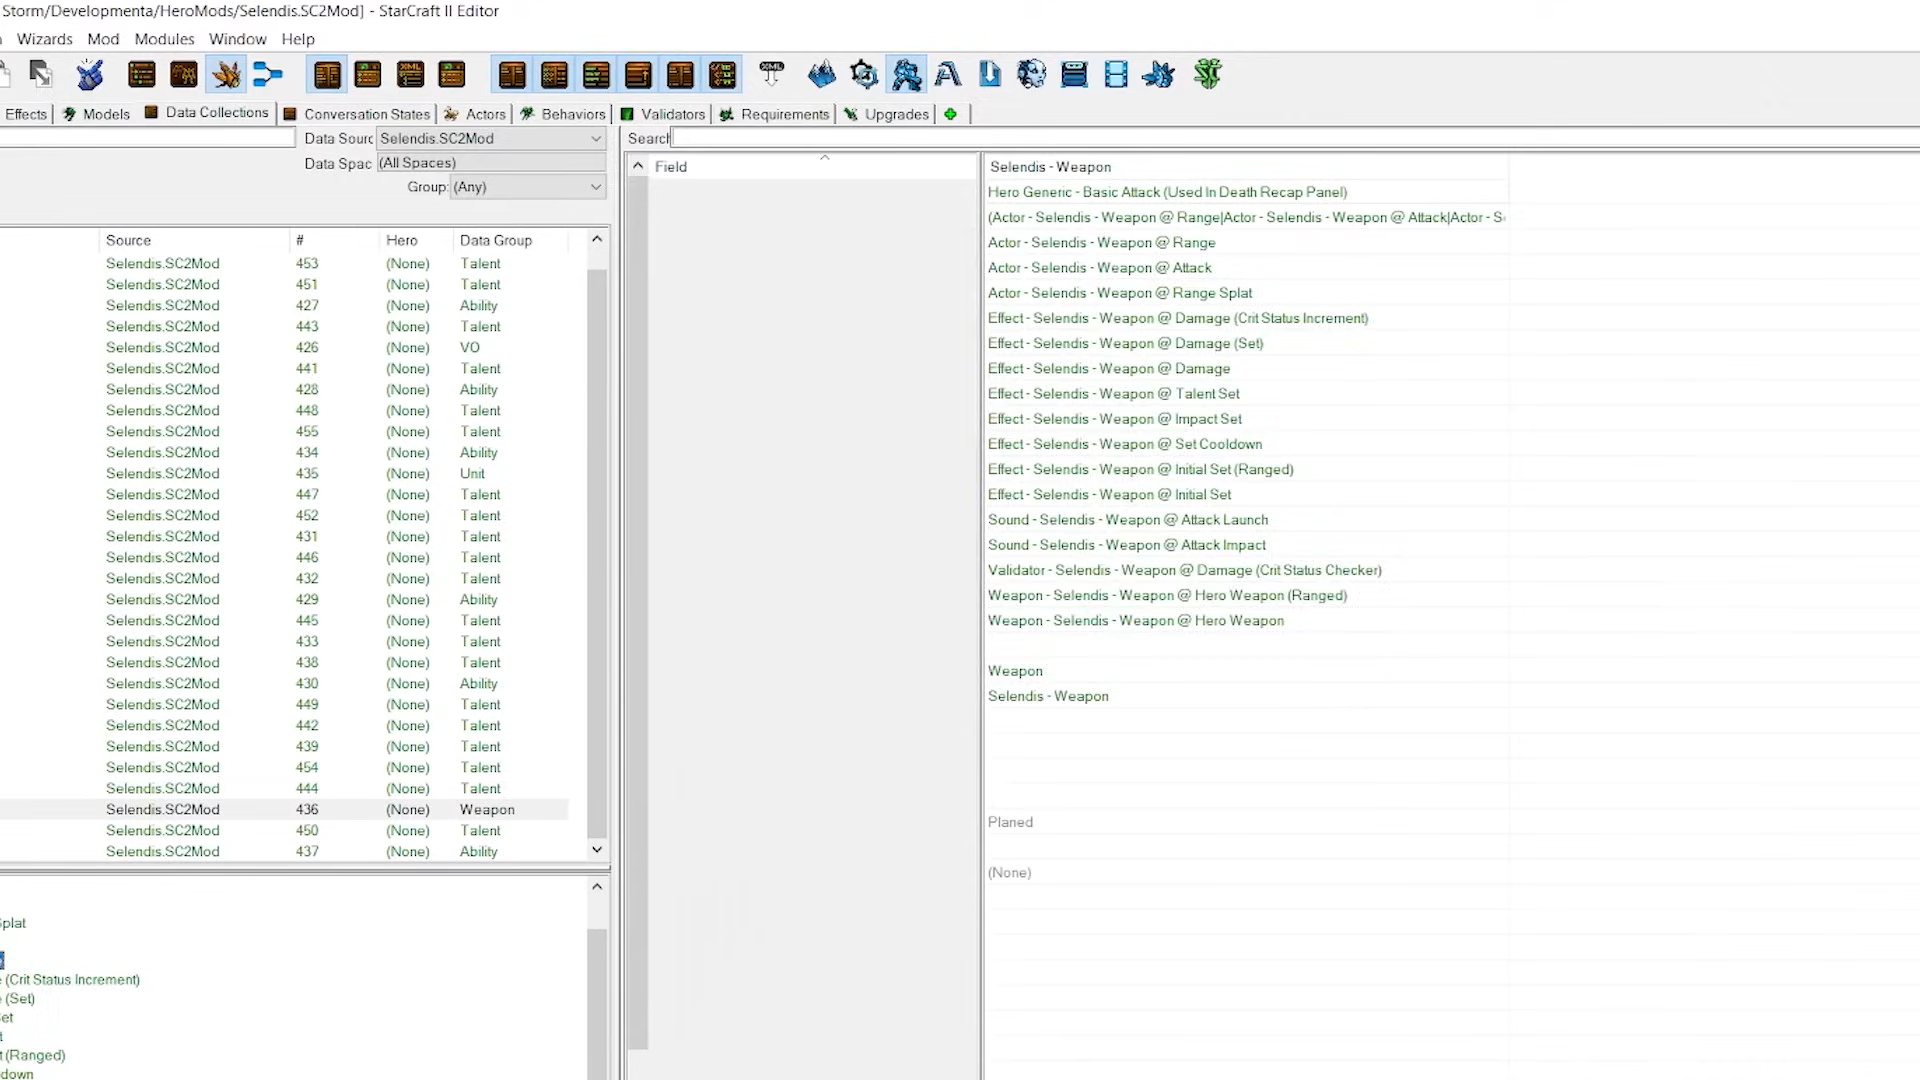 Storm/Developmenta/HeroMods/Selendis.SC2Mod] - StarCraft II Editor
Wizards Mod Modules Window Help
Effects Models Data Collections Conversation States Actors Behaviors Validators Requirements Upgrades
Data Sourc Selendis.SC2Mod
Data Spac (All Spaces)
Group: (Any)
Source # Hero Data Group
Selendis.SC2Mod 453 (None) Talent
Selendis.SC2Mod 451 (None) Talent
Selendis.SC2Mod 427 (None) Ability
Selendis.SC2Mod 443 (None) Talent
Selendis.SC2Mod 426 (None) VO
Selendis.SC2Mod 441 (None) Talent
Selendis.SC2Mod 428 (None) Ability
Selendis.SC2Mod 448 (None) Talent
Selendis.SC2Mod 455 (None) Talent
Selendis.SC2Mod 434 (None) Ability
Selendis.SC2Mod 435 (None) Unit
Selendis.SC2Mod 447 (None) Talent
Selendis.SC2Mod 452 (None) Talent
Selendis.SC2Mod 431 (None) Talent
Selendis.SC2Mod 446 (None) Talent
Selendis.SC2Mod 432 (None) Talent
Selendis.SC2Mod 429 (None) Ability
Selendis.SC2Mod 445 (None) Talent
Selendis.SC2Mod 433 (None) Talent
Selendis.SC2Mod 438 (None) Talent
Selendis.SC2Mod 430 (None) Ability
Selendis.SC2Mod 449 (None) Talent
Selendis.SC2Mod 442 (None) Talent
Selendis.SC2Mod 439 (None) Talent
Selendis.SC2Mod 454 (None) Talent
Selendis.SC2Mod 444 (None) Talent
Selendis.SC2Mod 436 (None) Weapon
Selendis.SC2Mod 450 (None) Talent
Selendis.SC2Mod 437 (None) Ability
Splat
e (Crit Status Increment)
e (Set)
et
t
t (Ranged)
down
Search
Field
Selendis - Weapon
Hero Generic - Basic Attack (Used In Death Recap Panel)
(Actor - Selendis - Weapon @ Range|Actor - Selendis - Weapon @ Attack|Actor - Se
Actor - Selendis - Weapon @ Range
Actor - Selendis - Weapon @ Attack
Actor - Selendis - Weapon @ Range Splat
Effect - Selendis - Weapon @ Damage (Crit Status Increment)
Effect - Selendis - Weapon @ Damage (Set)
Effect - Selendis - Weapon @ Damage
Effect - Selendis - Weapon @ Talent Set
Effect - Selendis - Weapon @ Impact Set
Effect - Selendis - Weapon @ Set Cooldown
Effect - Selendis - Weapon @ Initial Set (Ranged)
Effect - Selendis - Weapon @ Initial Set
Sound - Selendis - Weapon @ Attack Launch
Sound - Selendis - Weapon @ Attack Impact
Validator - Selendis - Weapon @ Damage (Crit Status Checker)
Weapon - Selendis - Weapon @ Hero Weapon (Ranged)
Weapon - Selendis - Weapon @ Hero Weapon
Weapon
Selendis - Weapon
Planed
(None)